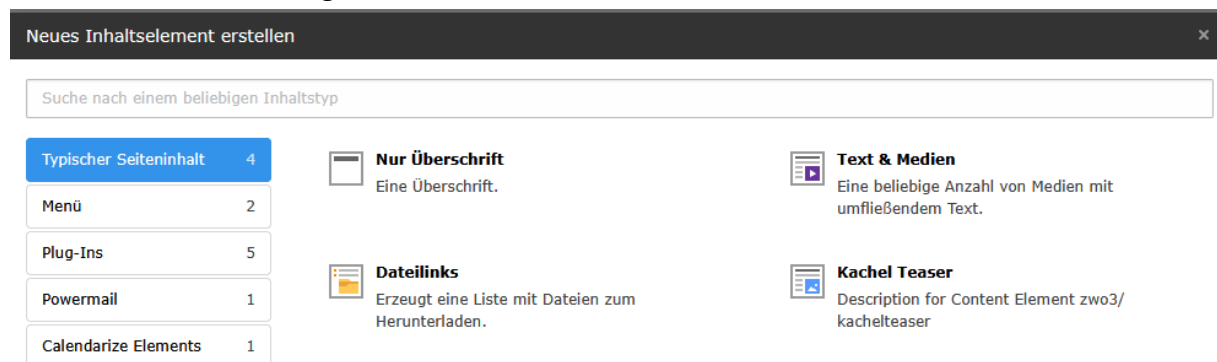 Neues Inhaltselement erstellen ×
Suche nach einem beliebigen Inhaltstyp
Typischer Seiteninhalt 4
Menü 2
Plug-Ins 5
Powermail 1
Calendarize Elements 1
Nur Überschrift
Eine Überschrift.
Text & Medien
Eine beliebige Anzahl von Medien mit
umfließendem Text.
Dateilinks
Erzeugt eine Liste mit Dateien zum
Herunterladen.
Kachel Teaser
Description for Content Element zwo3/
kachelteaser